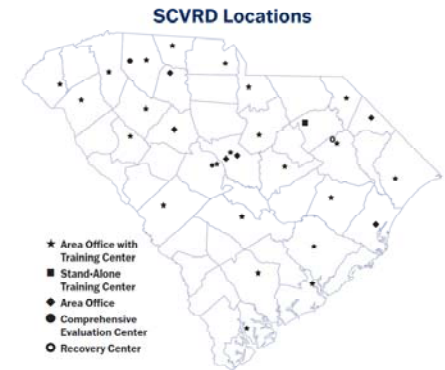 SCVRD Locations
Area Office with
Training Center
Stand-Alone
Training Center
Area Office
Comprehensive
Evaluation Center
Recovery Center